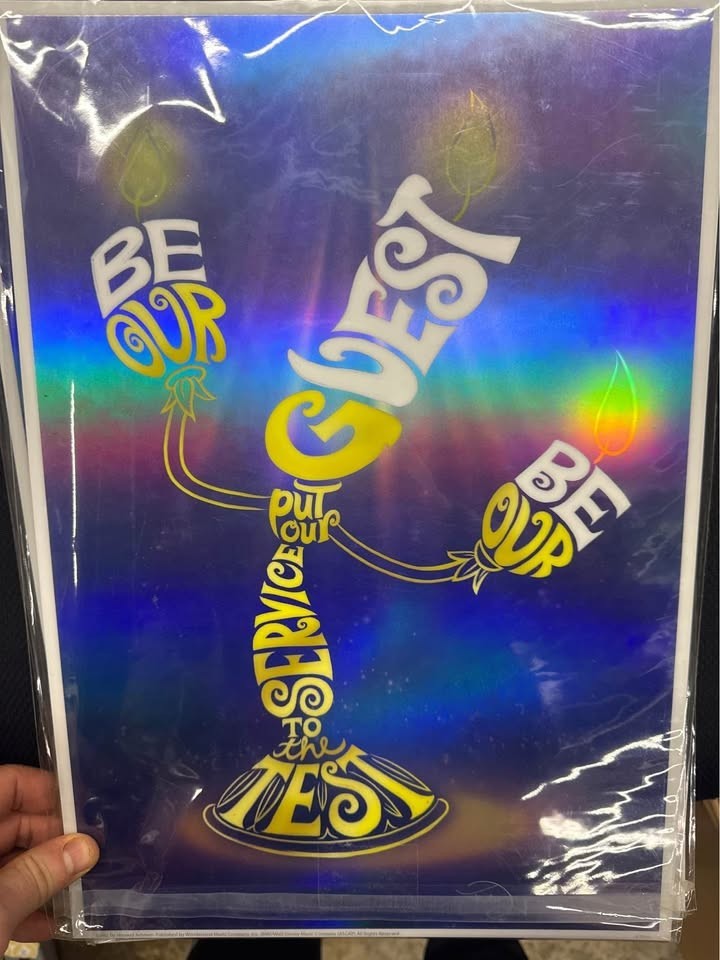 BE
OUR
GUEST
BE
OUR
PUT
OUR
SERVICE
TO
the
TEST